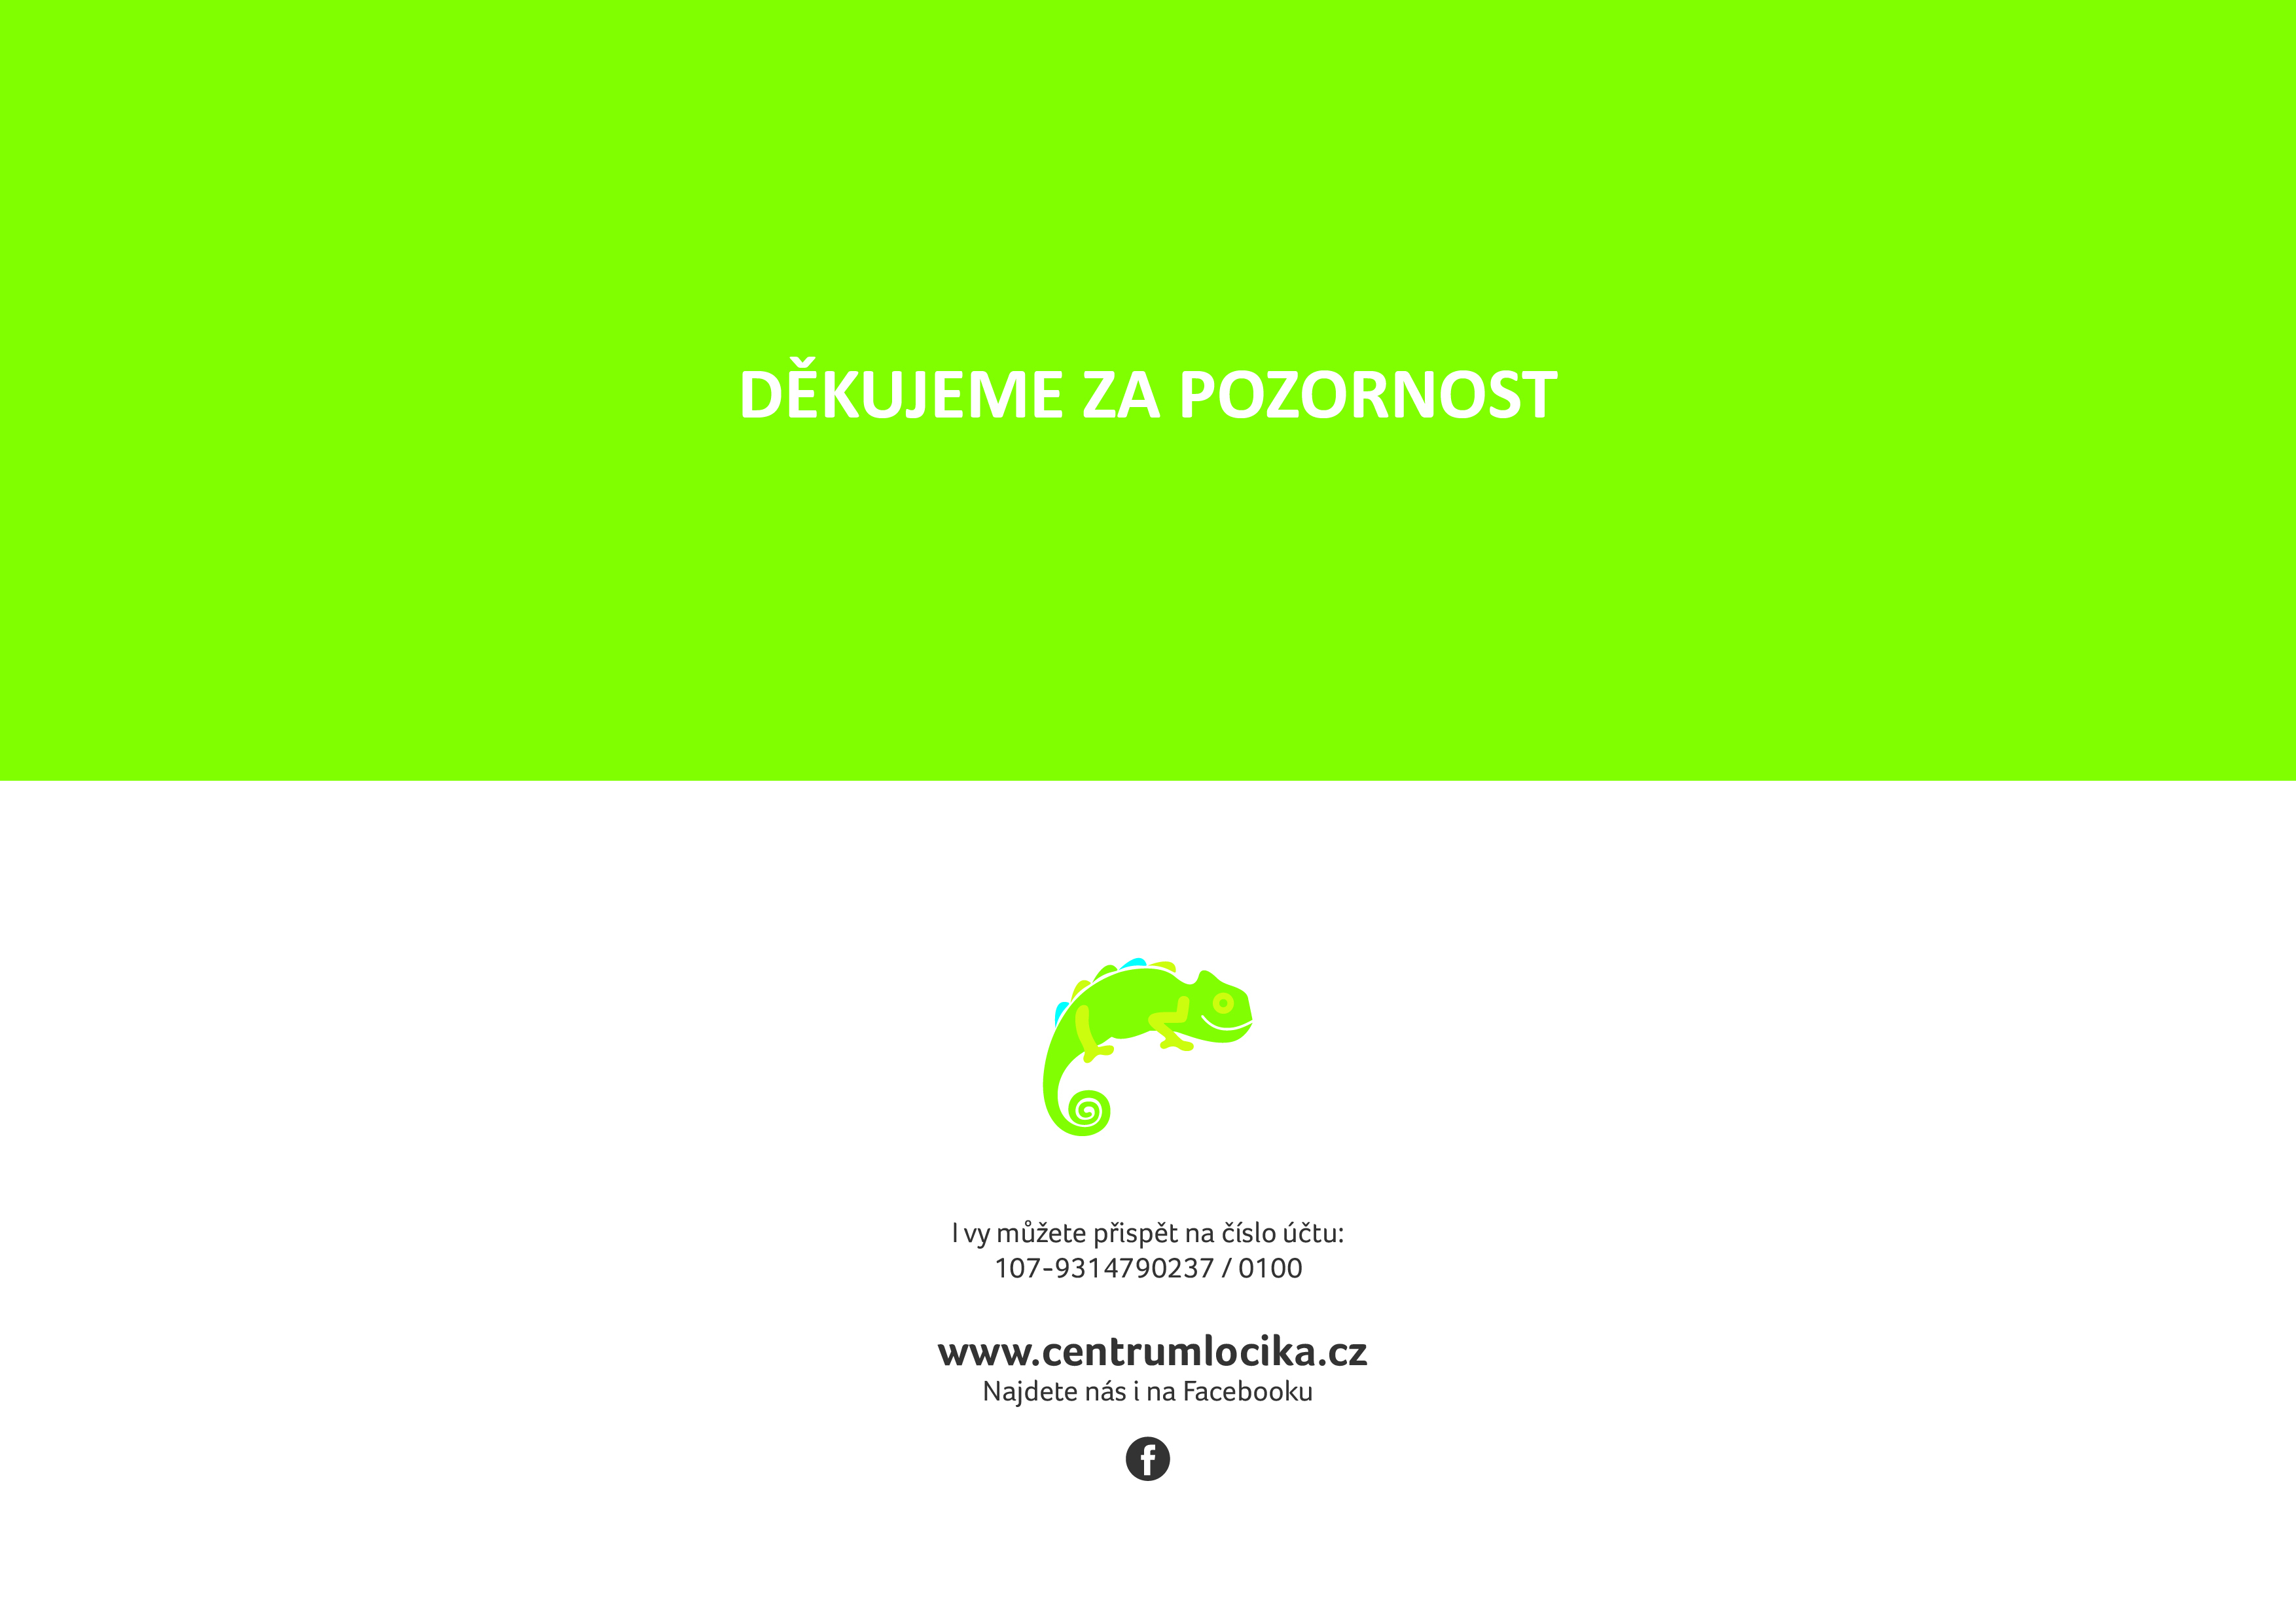 DĚKUJEME ZA POZORNOST
I vy můžete přispět na číslo účtu:
107-9314790237 / 0100
www.centrumlocika.cz
Najdete nás i na Facebooku